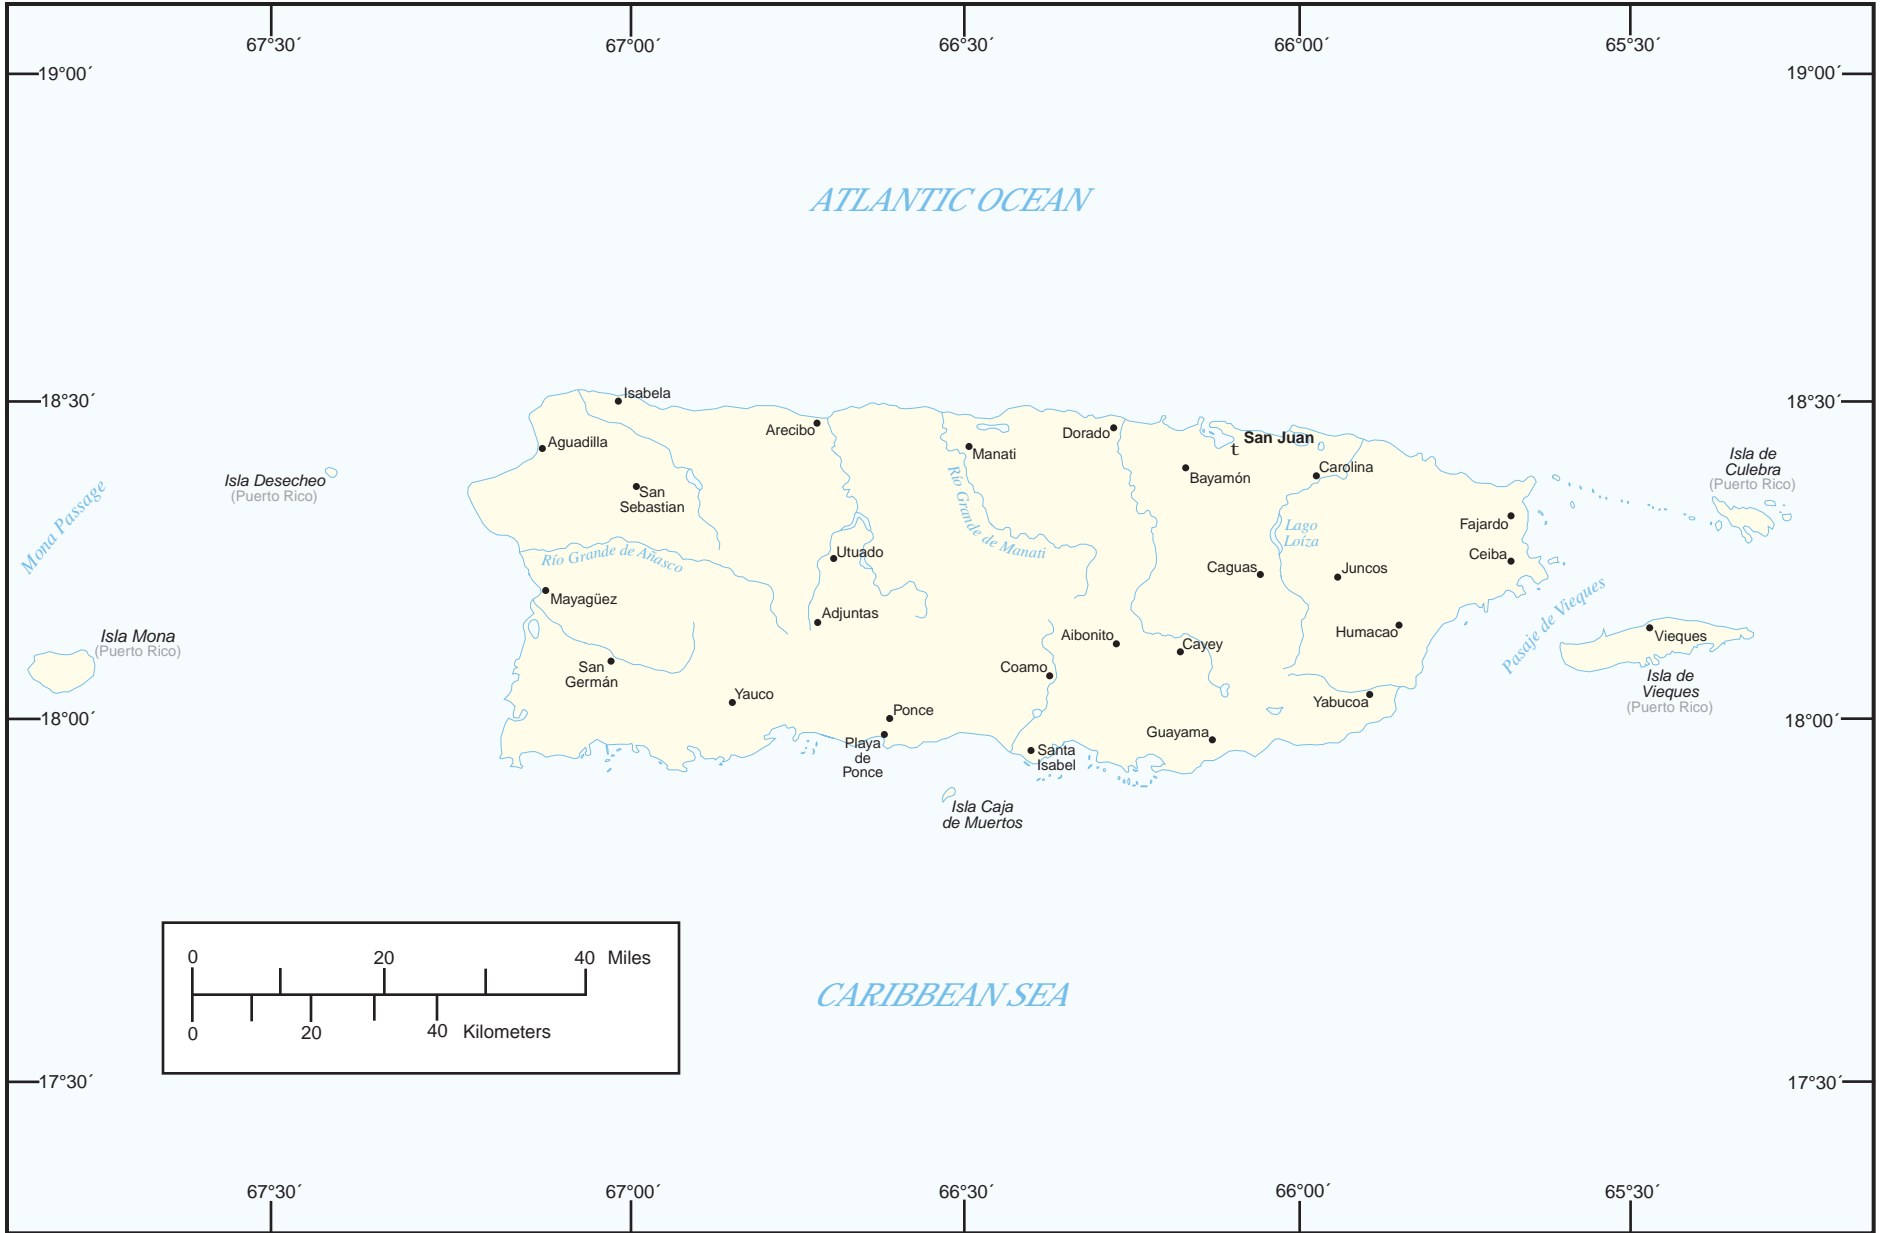 67°30´ 67°00´ 66°30´ 66°00´ 65°30´
19°00´ 19°00´
ATLANTIC OCEAN
18°30´ 18°30´
Isabela
Arecibo
Aguadilla
Dorado
San Juan
Manati
Isla Desecheo
(Puerto Rico)
Mona Passage
San
Sebastian
Bayamón
Carolina
Isla de
Culebra
(Puerto Rico)
Río Grande de Manati
Lago
Loíza
Fajardo
Ceiba
Río Grande de Añasco
Utuado
Caguas
Juncos
Mayagüez
Adjuntas
Pasaje de Vieques
Isla Mona
(Puerto Rico)
Aibonito
Cayey
Humacao
Vieques
San
Germán
Coamo
Isla de
Vieques
(Puerto Rico)
Yauco
Yabucoa
Ponce
18°00´ 18°00´
Guayama
Playa
de
Ponce
Santa
Isabel
Isla Caja
de Muertos
0 20 40 Miles
0 20 40 Kilometers
CARIBBEAN SEA
17°30´ 17°30´
67°30´ 67°00´ 66°30´ 66°00´ 65°30´